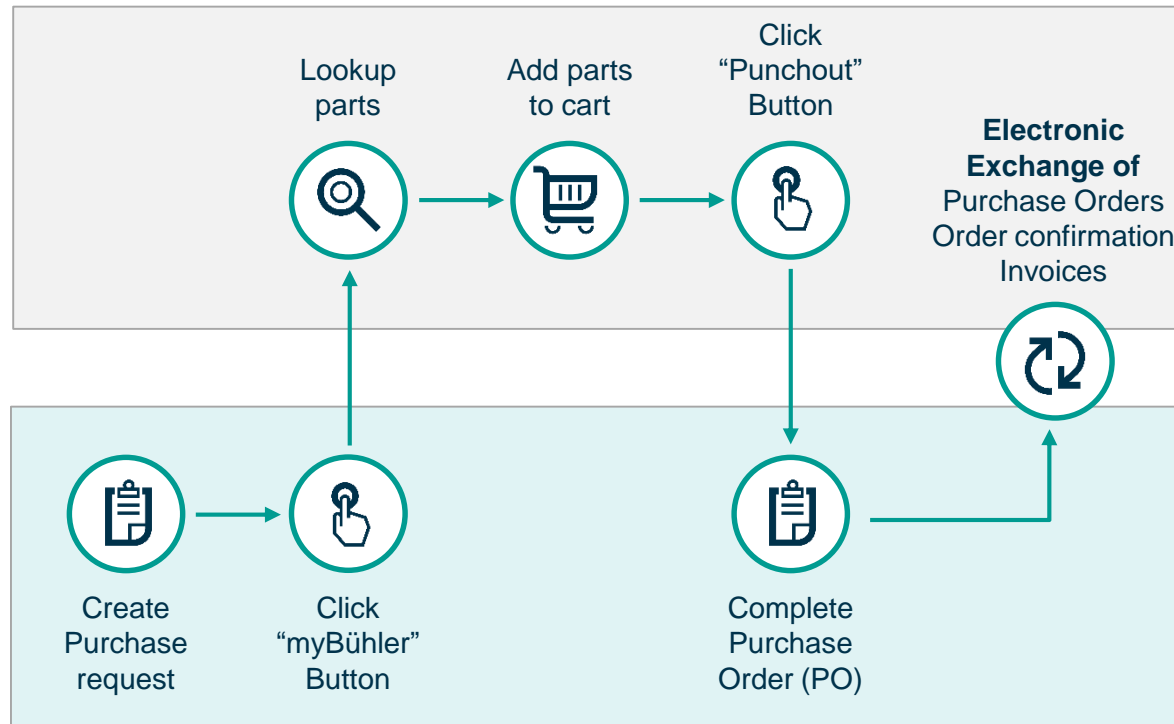 Lookup
parts
Add parts
to cart
Click
“Punchout”
Button
Electronic
Exchange of
Purchase Orders
Order confirmation
Invoices
Create
Purchase
request
Click
“myBühler”
Button
Complete
Purchase
Order (PO)